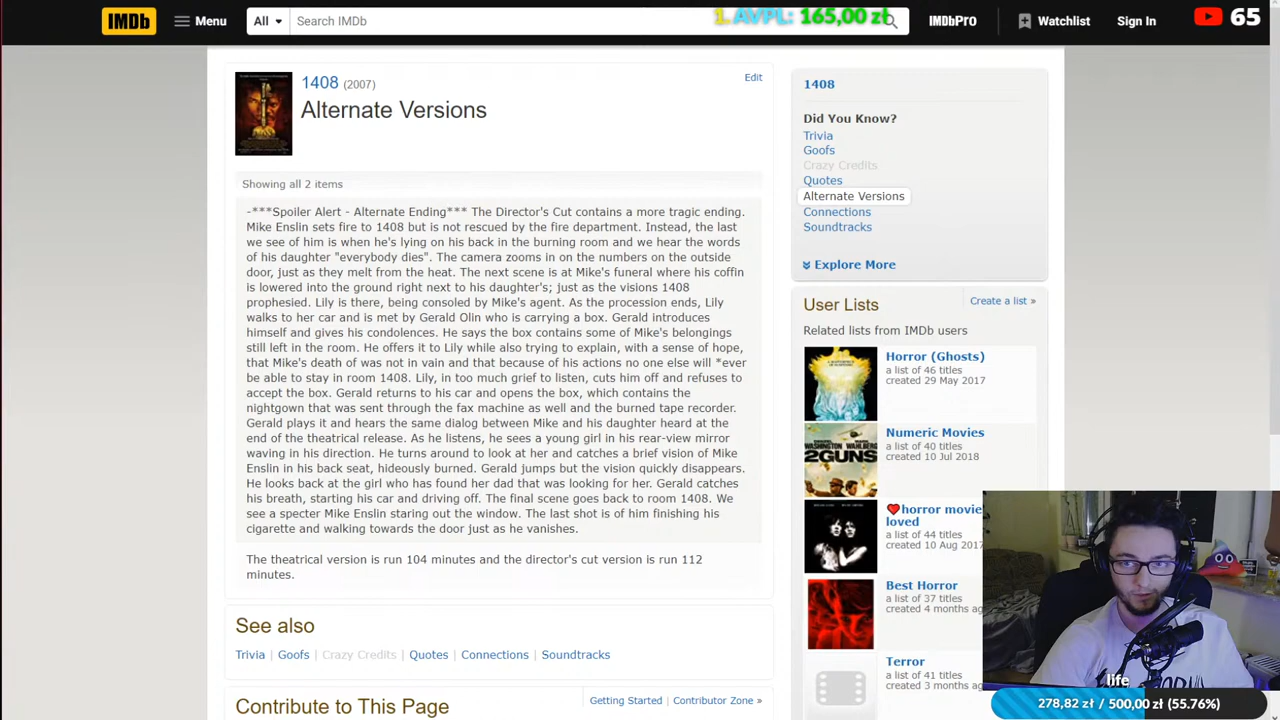 IMDb
Menu
All
Search IMDb
1. AVPL: 165,00 zł
IMDbPro
Watchlist
Sign In
65
1408 (2007)
Alternate Versions
Edit
Showing all 2 items
-***Spoiler Alert - Alternate Ending*** The Director's Cut contains a more tragic ending.
Mike Enslin sets fire to 1408 but is not rescued by the fire department. Instead, the last
we see of him is when he's lying on his back in the burning room and we hear the words
of his daughter "everybody dies". The camera zooms in on the numbers on the outside
door, just as they melt from the heat. The next scene is at Mike's funeral where his coffin
is lowered into the ground right next to his daughter's; just as the visions 1408
prophesied. Lily is there, being consoled by Mike's agent. As the procession ends, Lily
walks to her car and is met by Gerald Olin who is carrying a box. Gerald introduces
himself and gives his condolences. He says the box contains some of Mike's belongings
still left in the room. He offers it to Lily while also trying to explain, with a sense of hope,
that Mike's death of was not in vain and that because of his actions no one else will *ever
be able to stay in room 1408. Lily, in too much grief to listen, cuts him off and refuses to
accept the box. Gerald returns to his car and opens the box, which contains the
nightgown that was sent through the fax machine as well and the burned tape recorder.
Gerald plays it and hears the same dialog between Mike and his daughter heard at the
end of the theatrical release. As he listens, he sees a young girl in his rear-view mirror
waving in his direction. He turns around to look at her and catches a brief vision of Mike
Enslin in his back seat, hideously burned. Gerald jumps but the vision quickly disappears.
He looks back at the girl who has found her dad that was looking for her. Gerald catches
his breath, starting his car and driving off. The final scene goes back to room 1408. We
see a specter Mike Enslin staring out the window. The last shot is of him finishing his
cigarette and walking towards the door just as he vanishes.
The theatrical version is run 104 minutes and the director's cut version is run 112
minutes.
See also
Trivia | Goofs | Crazy Credits | Quotes | Connections | Soundtracks
Contribute to This Page
Getting Started | Contributor Zone »
1408
Did You Know?
Trivia
Goofs
Crazy Credits
Quotes
Alternate Versions
Connections
Soundtracks
Explore More
User Lists
Create a list »
Related lists from IMDb users
Horror (Ghosts)
a list of 46 titles
created 29 May 2017
2GUNS
Numeric Movies
a list of 40 titles
created 10 Jul 2018
horror movie
loved
a list of 44 titles
created 10 Aug 2017
Best Horror
a list of 37 titles
created 4 months ag
Terror
a list of 41 titles
created 3 months ag
life
278,82 zł / 500,00 zł (55.76%)